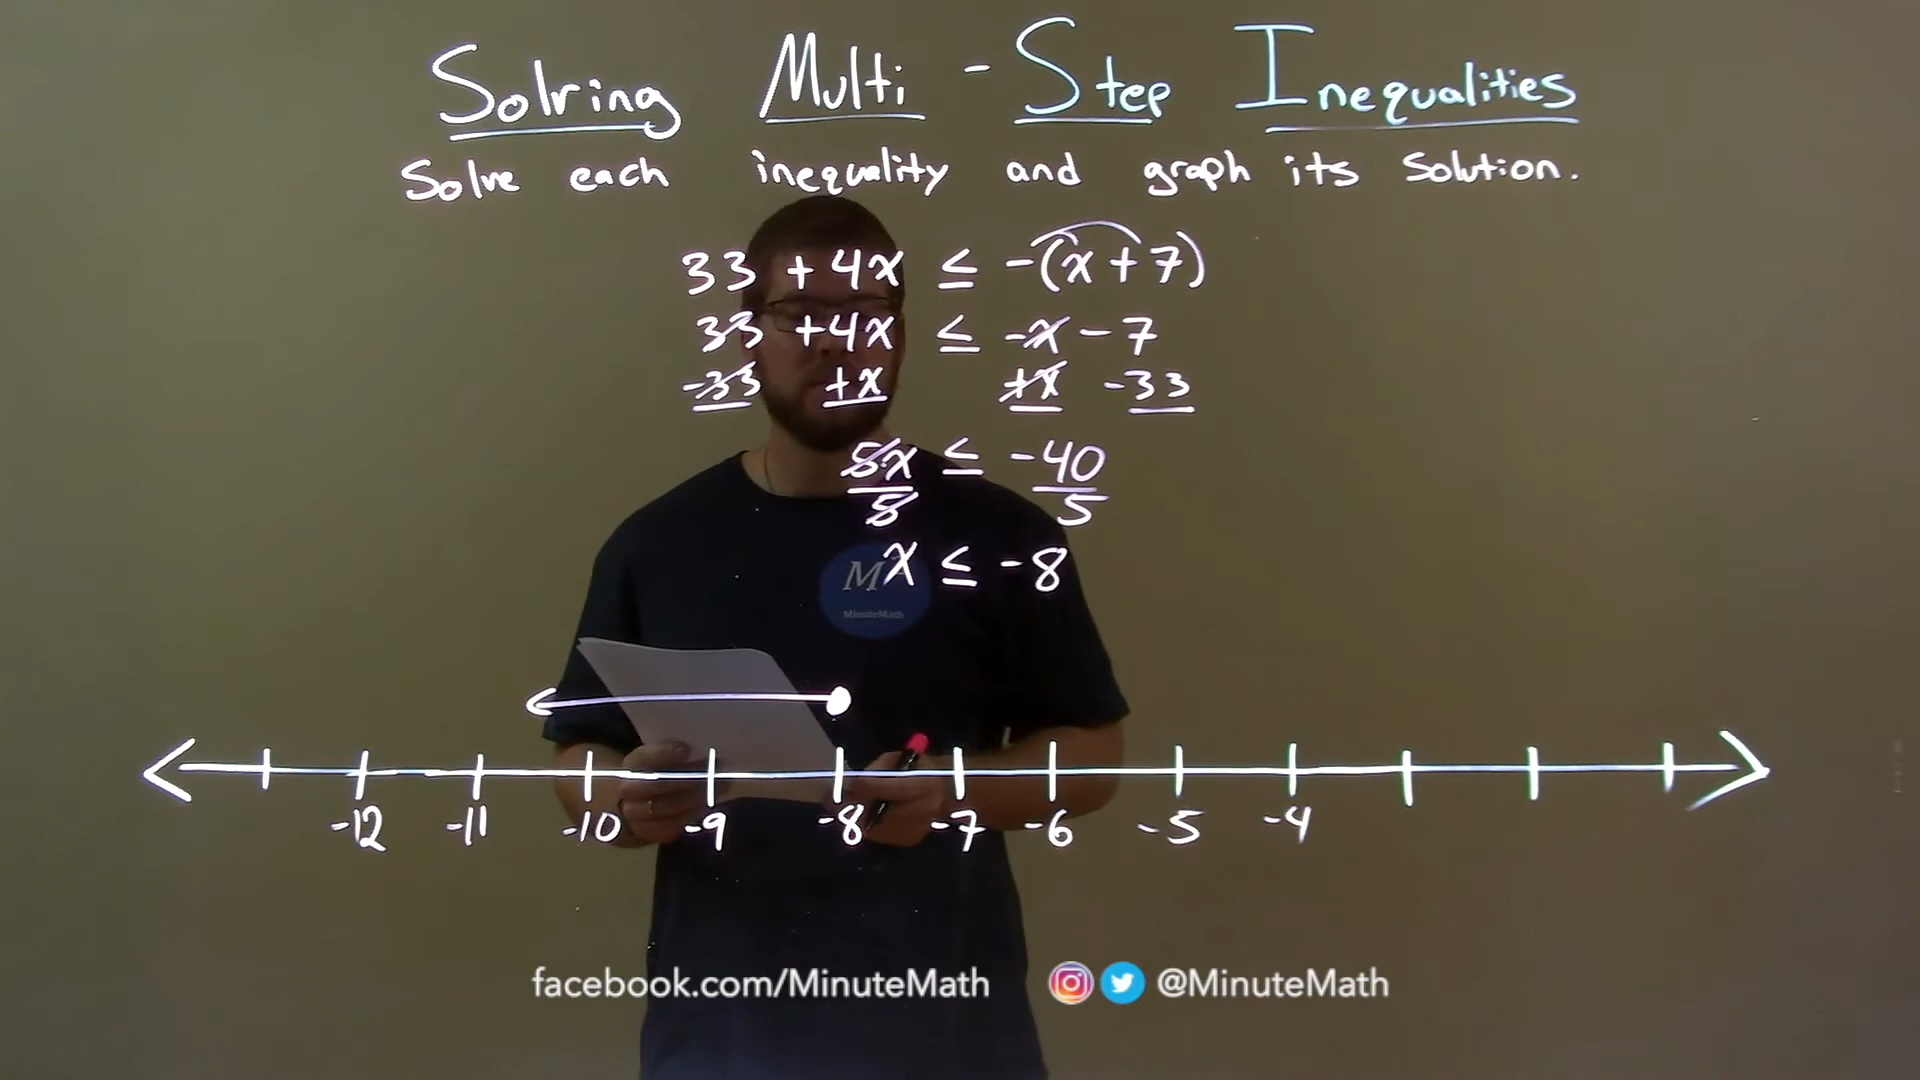 Solving Multi-Step Inequalities
Solve each inequality and graph its solution.
33 + 4x ≤ -(x+7)
33 +4x ≤ -x - 7
-33 +x +x -33
5x ≤ -40
5 5
x ≤ -8
M
MinuteMath
-12 -11 -10 -9 -8 -7 -6 -5 -4
facebook.com/MinuteMath @MinuteMath